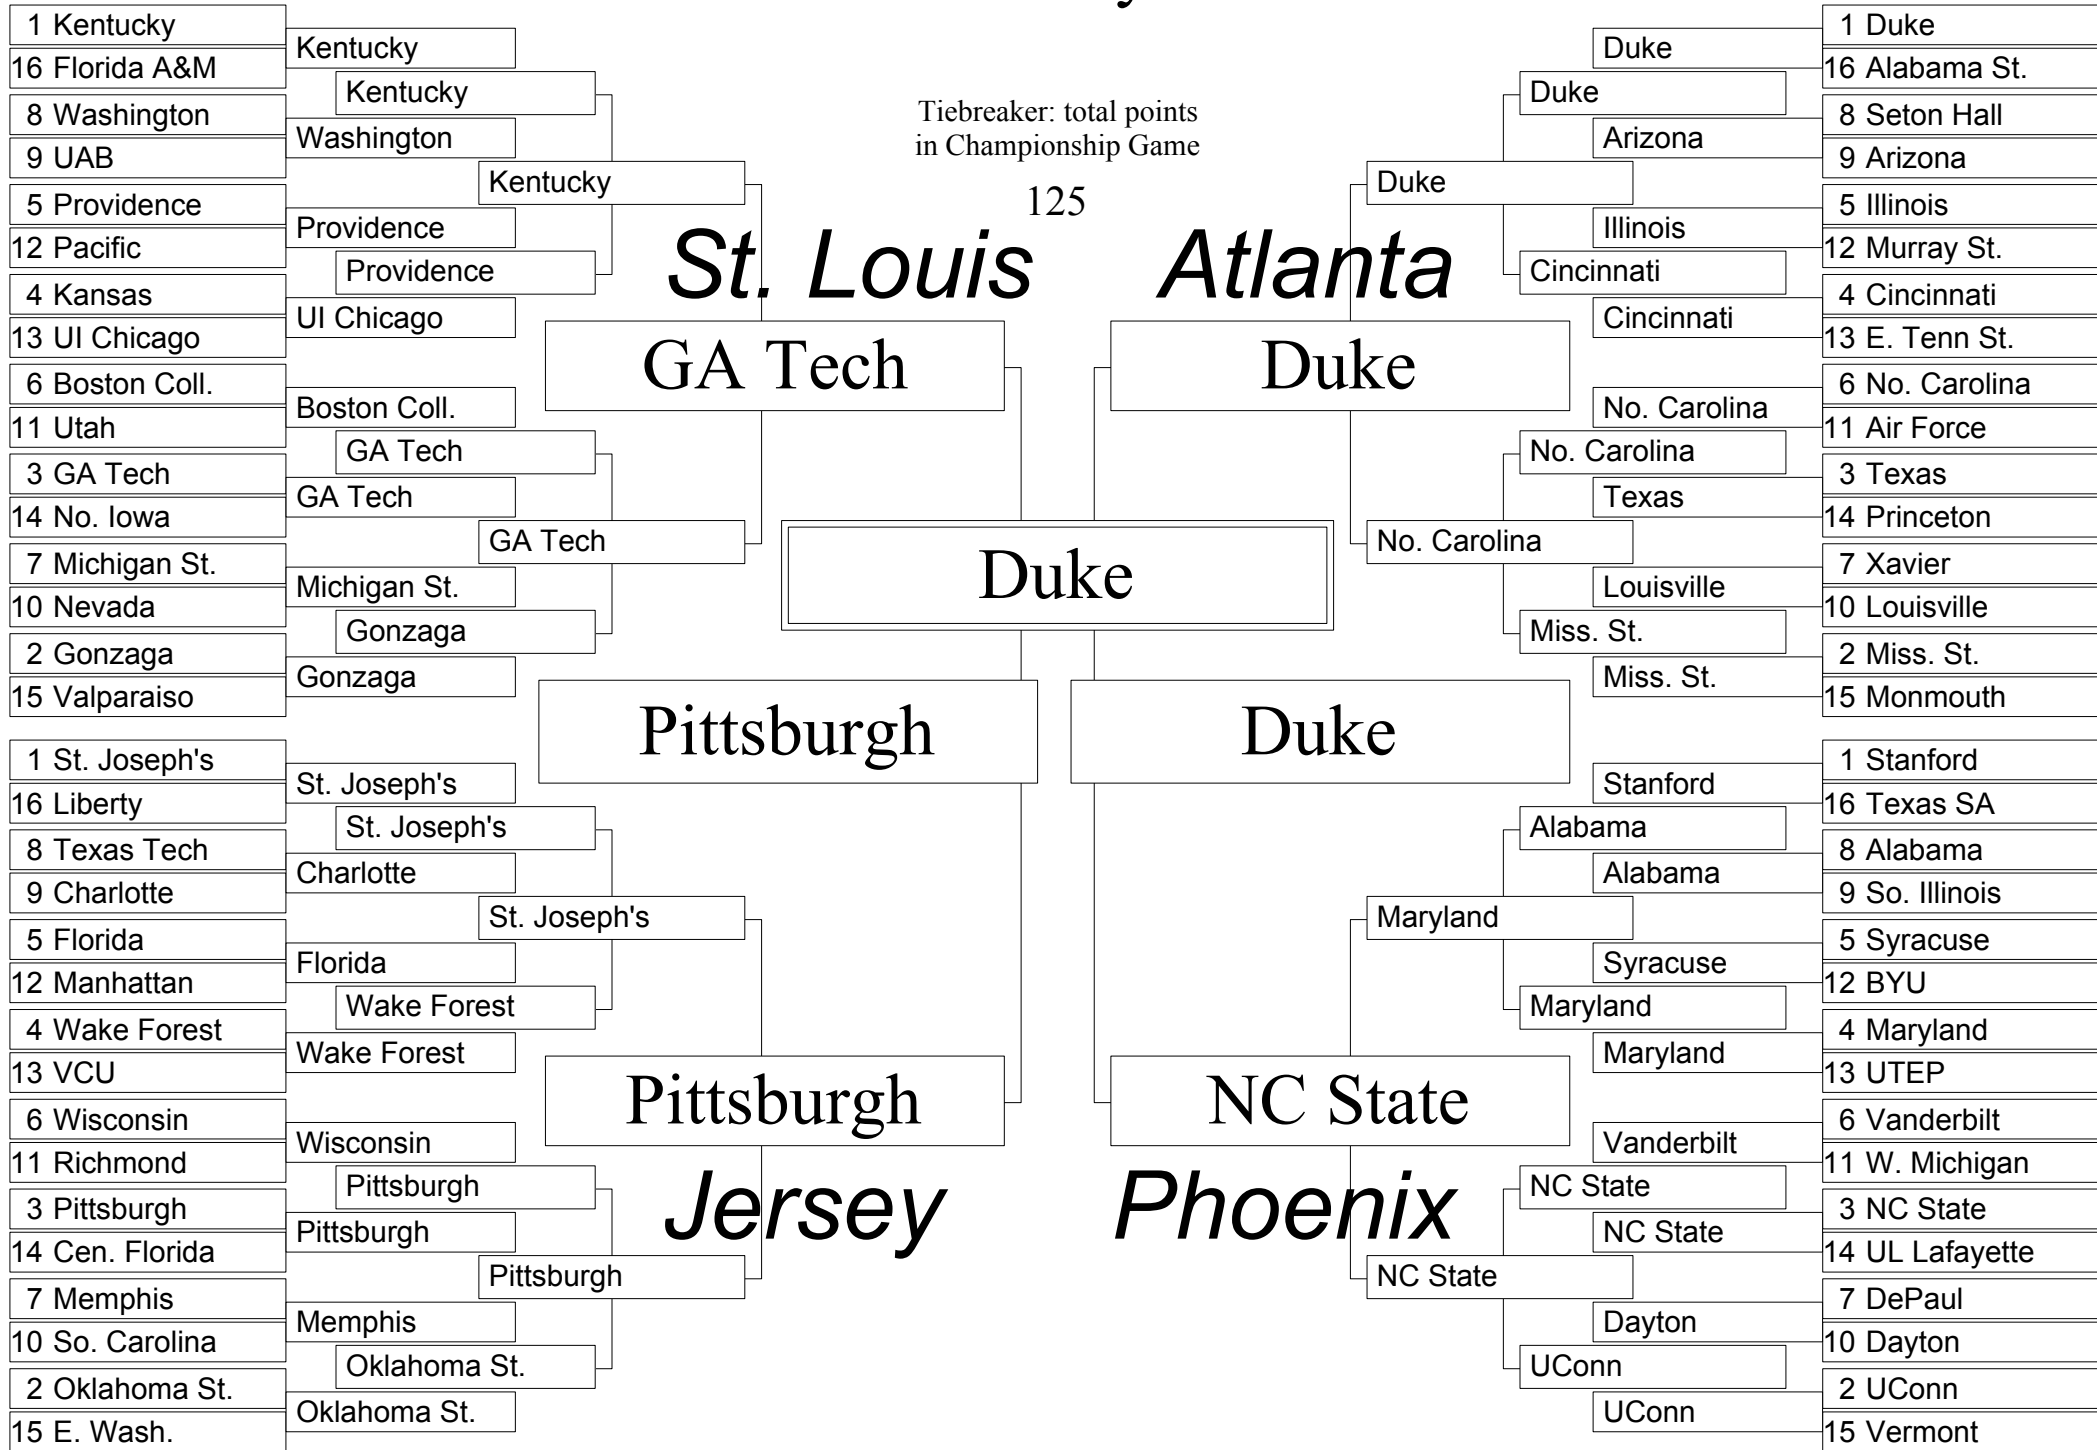 1 Kentucky
16 Florida A&M
8 Washington
9 UAB
5 Providence
12 Pacific
4 Kansas
13 UI Chicago
6 Boston Coll.
11 Utah
3 GA Tech
14 No. Iowa
7 Michigan St.
10 Nevada
2 Gonzaga
15 Valparaiso
Kentucky
Washington
Providence
UI Chicago
Boston Coll.
GA Tech
Michigan St.
Gonzaga
Kentucky
Providence
GA Tech
Gonzaga
Kentucky
GA Tech
St. Louis
GA Tech
1 St. Joseph's
16 Liberty
8 Texas Tech
9 Charlotte
5 Florida
12 Manhattan
4 Wake Forest
13 VCU
6 Wisconsin
11 Richmond
3 Pittsburgh
14 Cen. Florida
7 Memphis
10 So. Carolina
2 Oklahoma St.
15 E. Wash.
St. Joseph's
Charlotte
Florida
Wake Forest
Wisconsin
Pittsburgh
Memphis
Oklahoma St.
St. Joseph's
Wake Forest
Pittsburgh
Oklahoma St.
St. Joseph's
Pittsburgh
Pittsburgh
Jersey
Pittsburgh
Tiebreaker: total points
in Championship Game
125
Duke
Duke
Atlanta
Duke
Duke
No. Carolina
Duke
Cincinnati
No. Carolina
Miss. St.
Duke
Arizona
Illinois
Cincinnati
No. Carolina
Texas
Louisville
Miss. St.
1 Duke
16 Alabama St.
8 Seton Hall
9 Arizona
5 Illinois
12 Murray St.
4 Cincinnati
13 E. Tenn St.
6 No. Carolina
11 Air Force
3 Texas
14 Princeton
7 Xavier
10 Louisville
2 Miss. St.
15 Monmouth
NC State
Phoenix
Maryland
NC State
Alabama
Maryland
NC State
UConn
Stanford
Alabama
Syracuse
Maryland
Vanderbilt
NC State
Dayton
UConn
1 Stanford
16 Texas SA
8 Alabama
9 So. Illinois
5 Syracuse
12 BYU
4 Maryland
13 UTEP
6 Vanderbilt
11 W. Michigan
3 NC State
14 UL Lafayette
7 DePaul
10 Dayton
2 UConn
15 Vermont